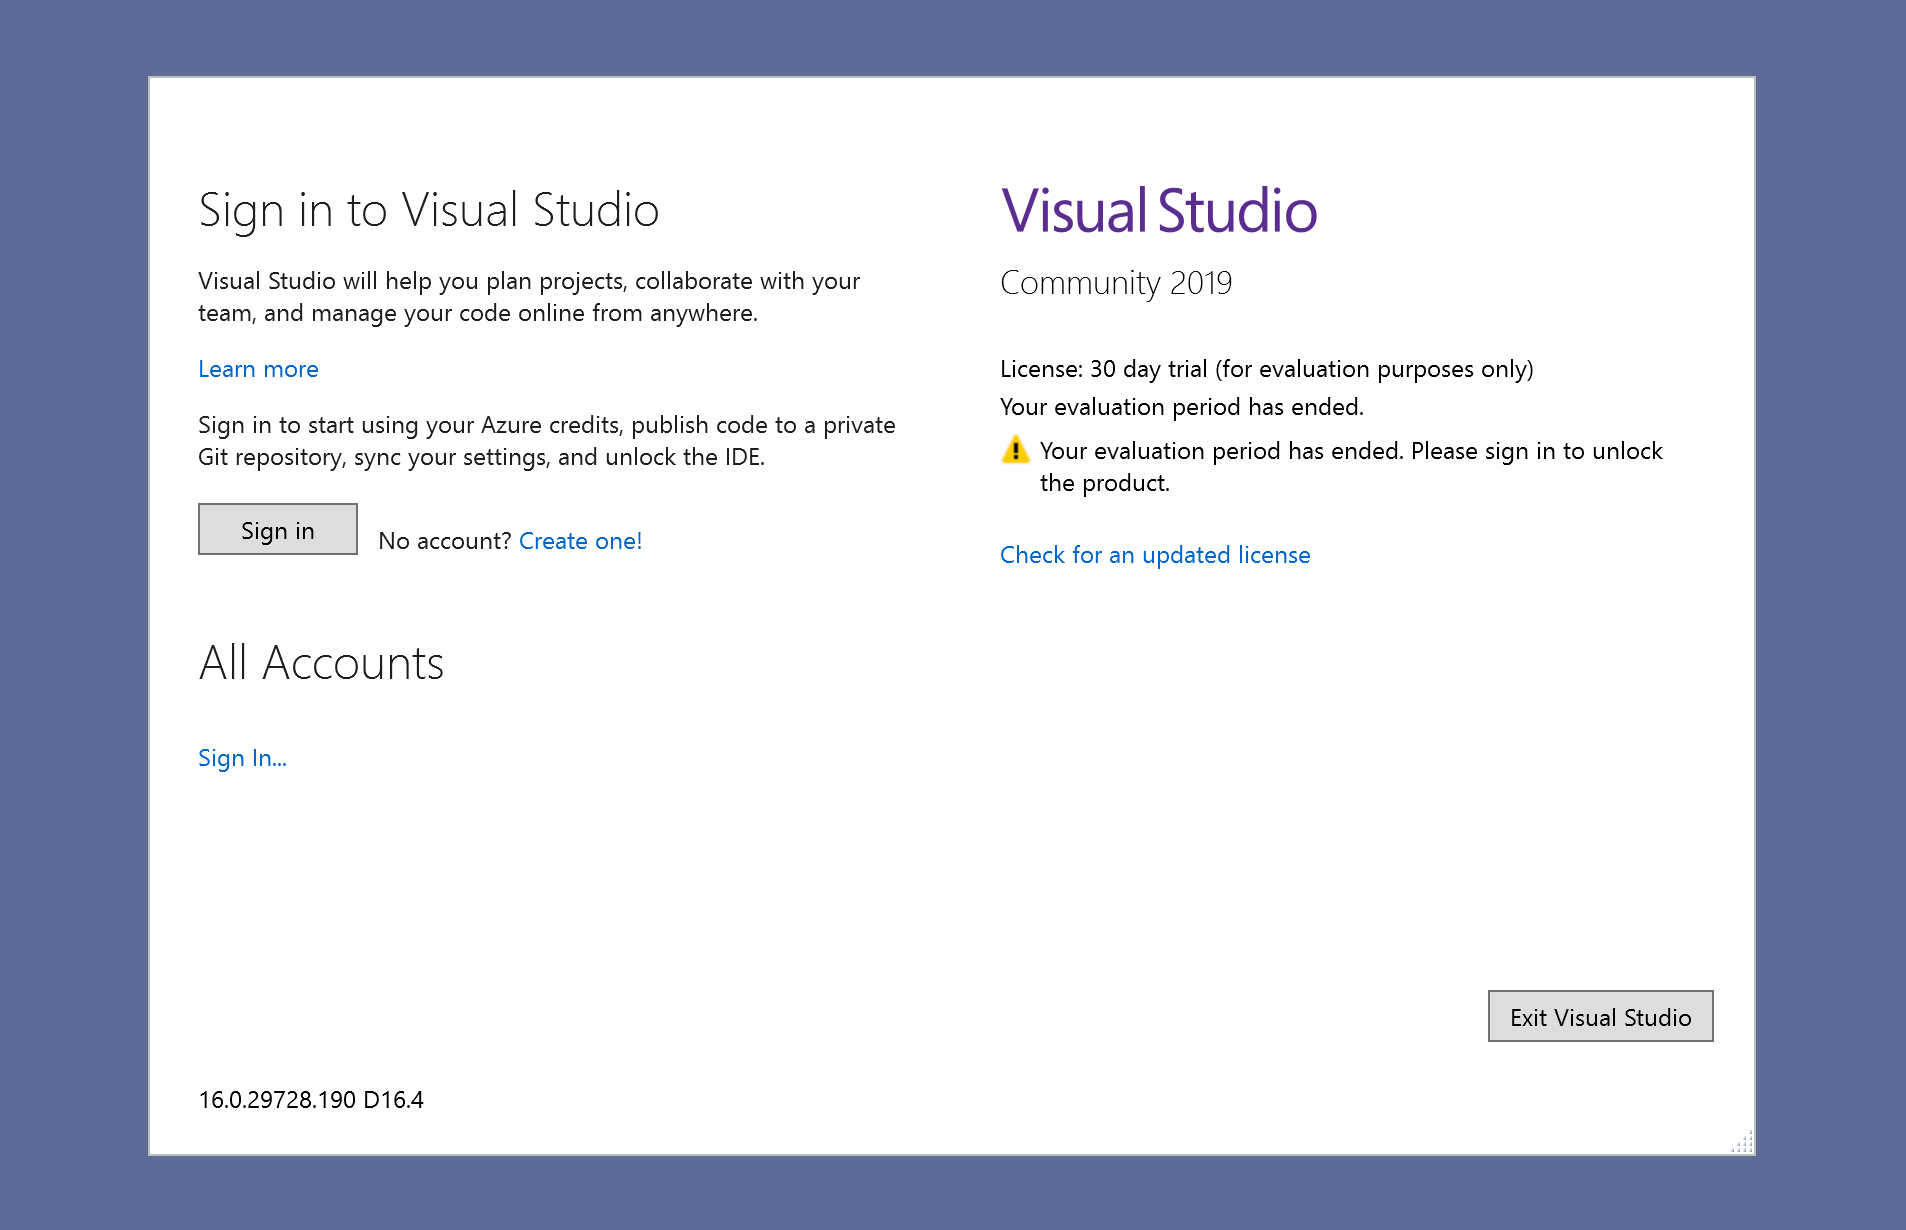 Sign in to Visual Studio
Visual Studio will help you plan projects, collaborate with your
team, and manage your code online from anywhere.
Learn more
Sign in to start using your Azure credits, publish code to a private
Git repository, sync your settings, and unlock the IDE.
Sign in
No account? Create one!
All Accounts
Sign In...
16.0.29728.190 D16.4
Visual Studio
Community 2019
License: 30 day trial (for evaluation purposes only)
Your evaluation period has ended.
Your evaluation period has ended. Please sign in to unlock
the product.
Check for an updated license
Exit Visual Studio